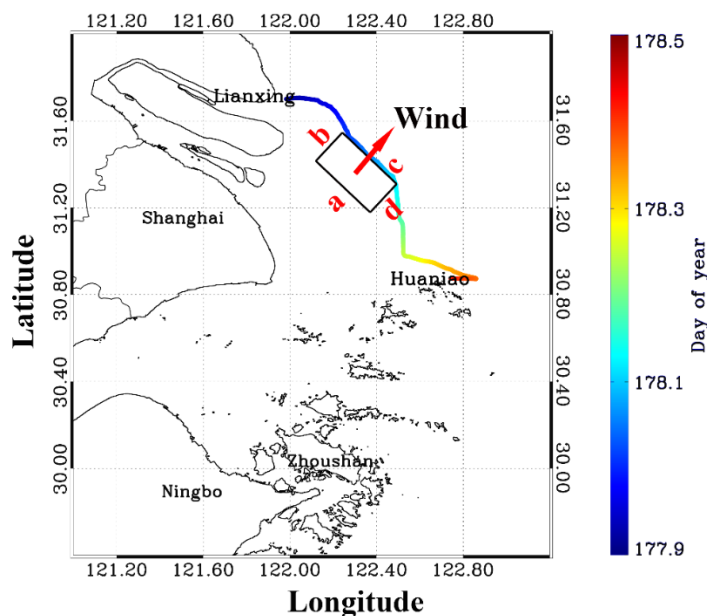 121.20 121.60 122.00 122.40 122.80
178.5
Lianxing
31.60
31.60
Wind
b
c
a
d
31.20
31.20
Shanghai
178.3
Huaniao
30.80
30.80
Latitude
Day of year
30.40
30.40
178.1
Zhoushan
30.00
30.00
Ningbo
177.9
121.20 121.60 122.00 122.40 122.80
Longitude